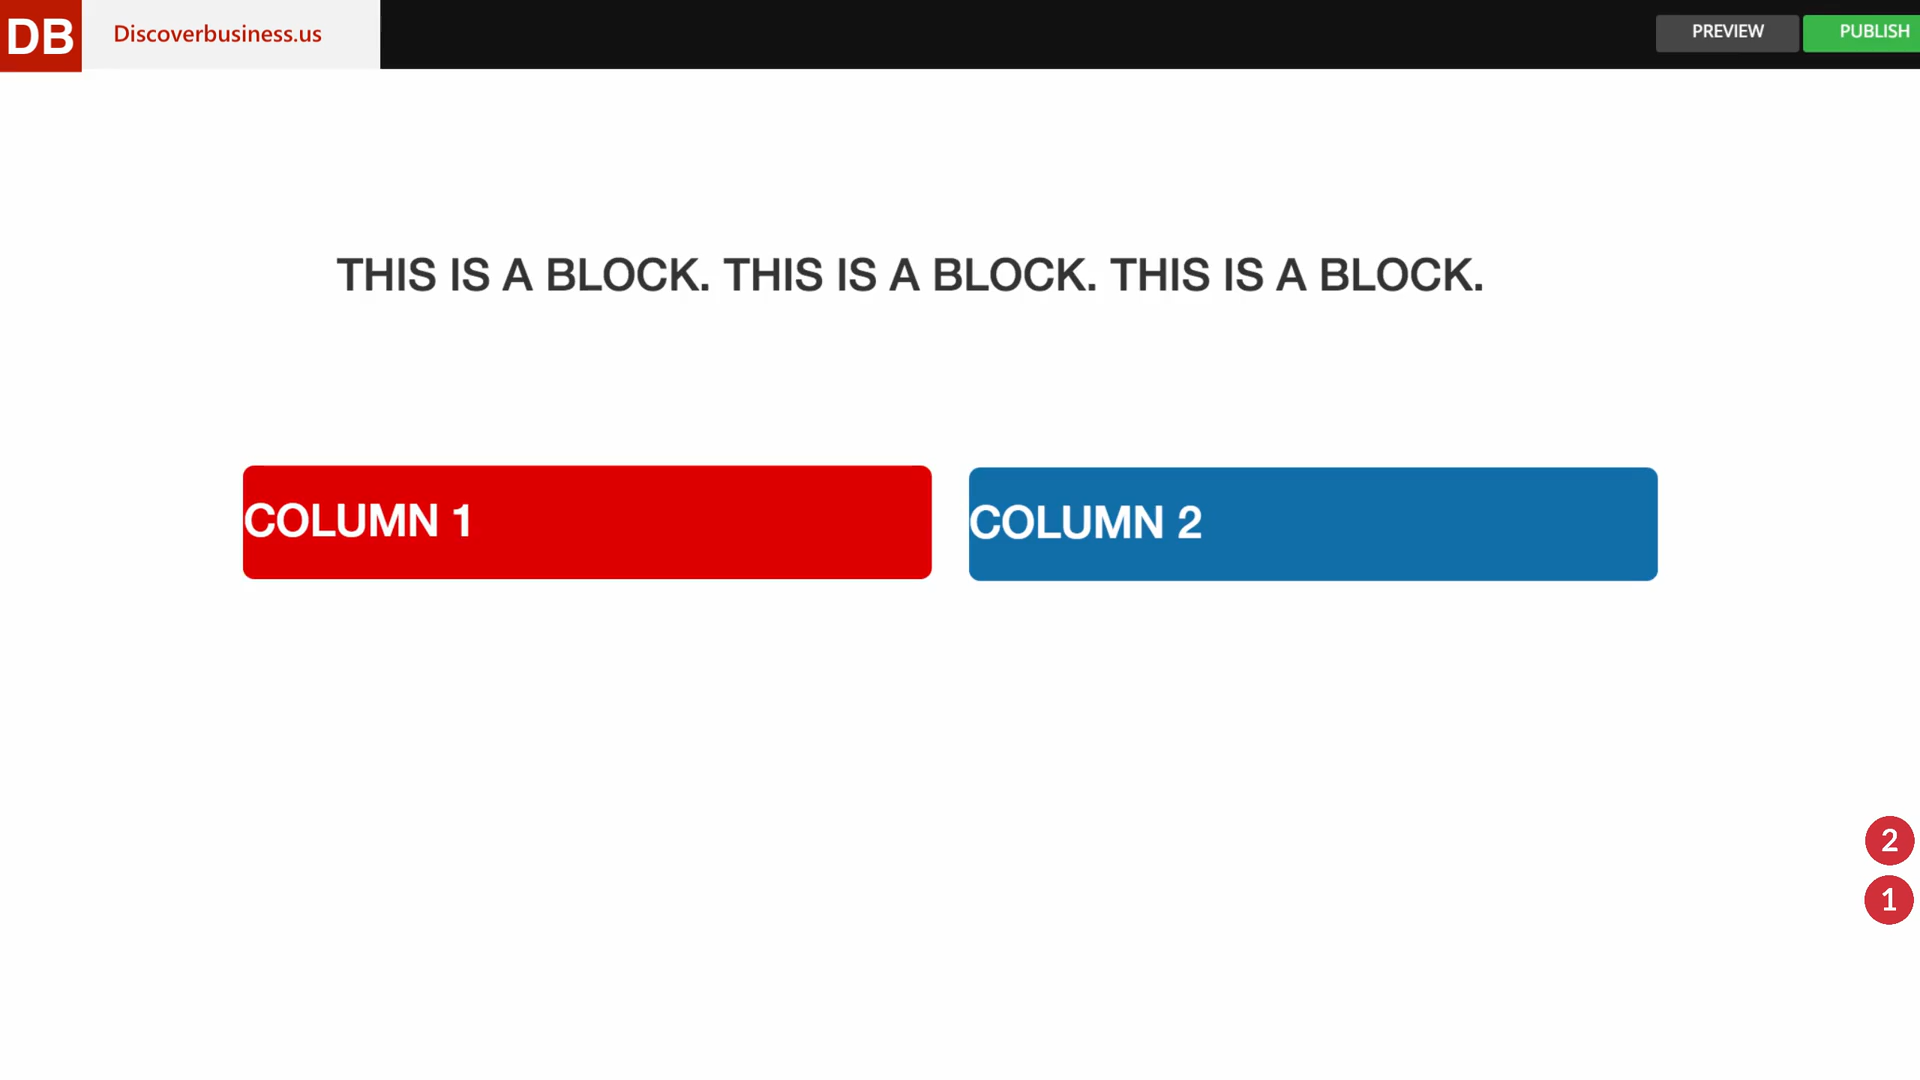 DB Discoverbusiness.us PREVIEW PUBLISH
THIS IS A BLOCK. THIS IS A BLOCK. THIS IS A BLOCK.
COLUMN 1 COLUMN 2
2
1